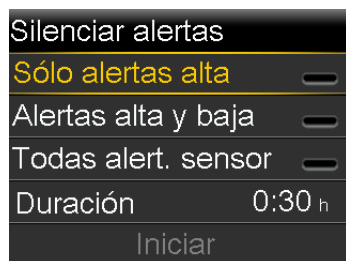 Silenciar alertas
Sólo alertas alta
Alertas alta y baja
Todas alert. sensor
Duración 0:30 h
Iniciar